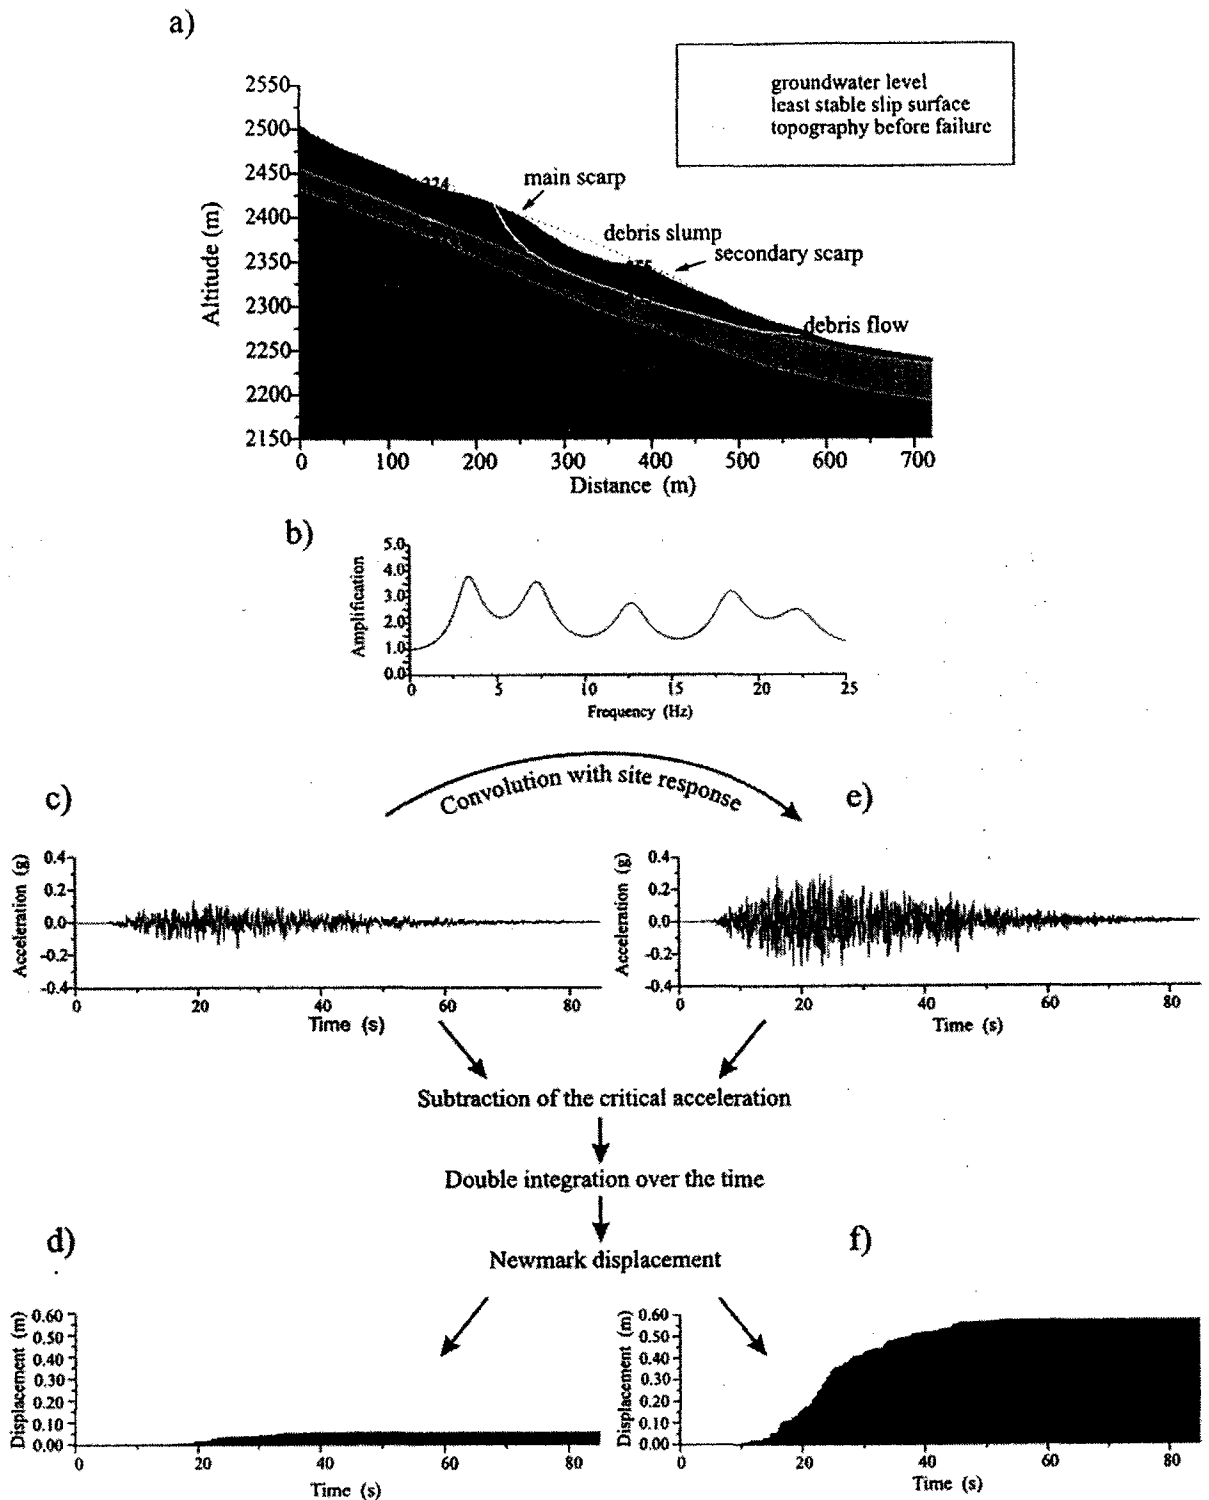 a)
groundwater level
least stable slip surface
topography before failure
2550
2500
2450
2400
2350
2300
2250
2200
2150
Altitude (m)
main scarp
debris slump
secondary scarp
debris flow
0 100 200 300 400 500 600 700
Distance (m)
b)
5.0
4.0
3.0
2.0
1.0
0.0
Amplification
0 5 10 15 20 25
Frequency (Hz)
Convolution with site response
c)
0.4
0.2
0.0
-0.2
-0.4
Acceleration (g)
0 20 40 60 80
Time (s)
e)
0.4
0.2
0.0
-0.2
-0.4
Acceleration (g)
0 20 40 60 80
Time (s)
Subtraction of the critical acceleration
Double integration over the time
Newmark displacement
d)
0.60
0.50
0.40
0.30
0.20
0.10
0.00
Displacement (m)
0 20 40 60 80
Time (s)
f)
0.60
0.50
0.40
0.30
0.20
0.10
0.00
Displacement (m)
0 20 40 60 80
Time (s)